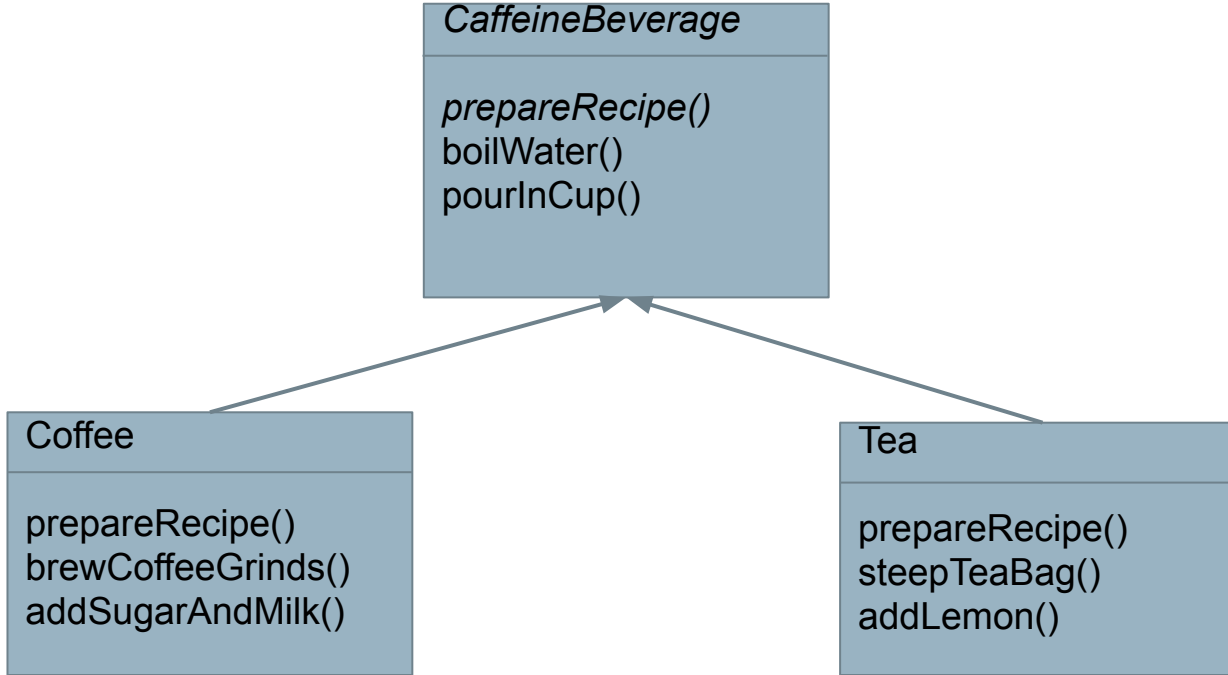 CaffeineBeverage
prepareRecipe()
boilWater()
pourInCup()
Coffee
prepareRecipe()
brewCoffeeGrinds()
addSugarAndMilk()
Tea
prepareRecipe()
steepTeaBag()
addLemon()